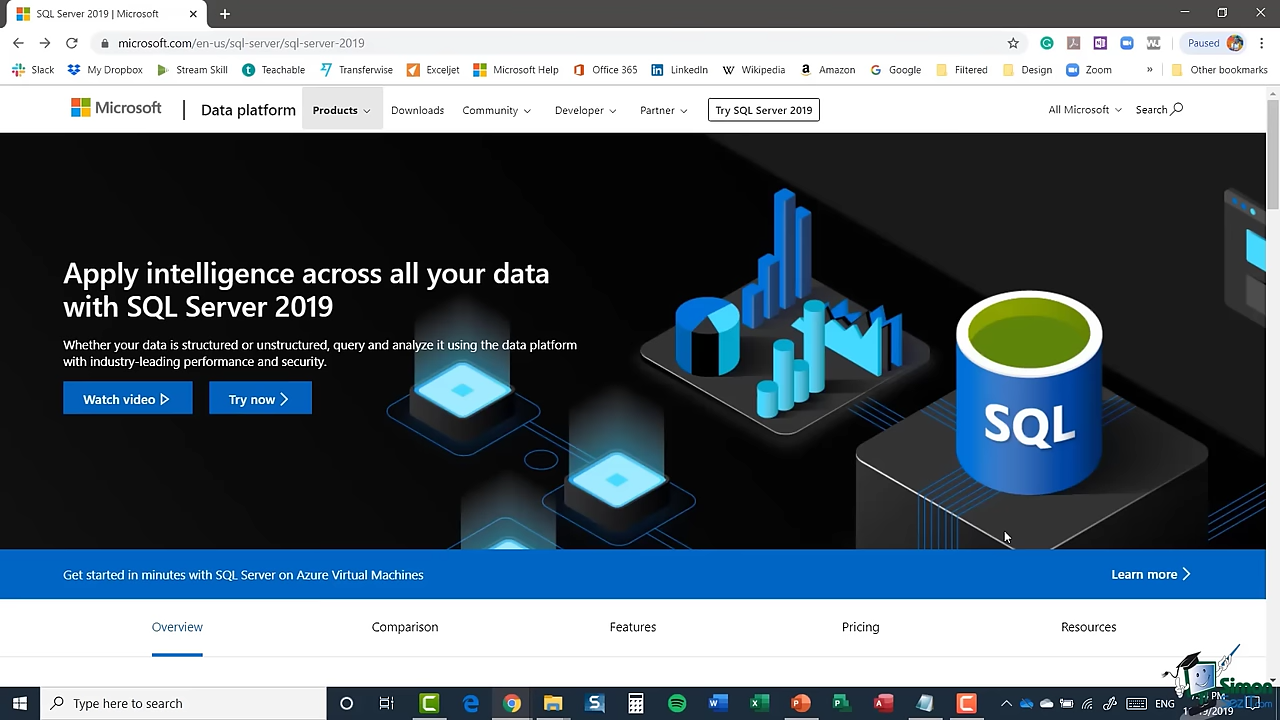 SQL Server 2019 | Microsoft
microsoft.com/en-us/sql-server/sql-server-2019
Paused
Slack My Dropbox Stream Skill Teachable Transferwise Exceljet Microsoft Help Office 365 LinkedIn Wikipedia Amazon Google Filtered Design Zoom » Other bookmarks
Microsoft | Data platform Products Downloads Community Developer Partner Try SQL Server 2019 All Microsoft Search
Apply intelligence across all your data
with SQL Server 2019
Whether your data is structured or unstructured, query and analyze it using the data platform
with industry-leading performance and security.
Watch video Try now
SQL
Get started in minutes with SQL Server on Azure Virtual Machines Learn more
Overview Comparison Features Pricing Resources
Type here to search
ENG
Simon